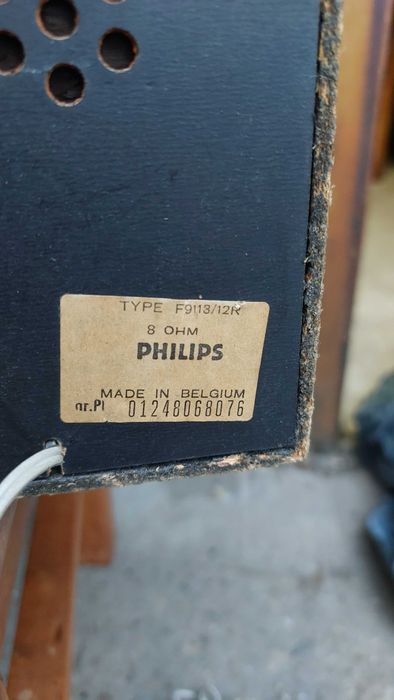 TYPE F9113/12R
8 OHM
PHILIPS
MADE IN BELGIUM
nr.Pl 01248068076